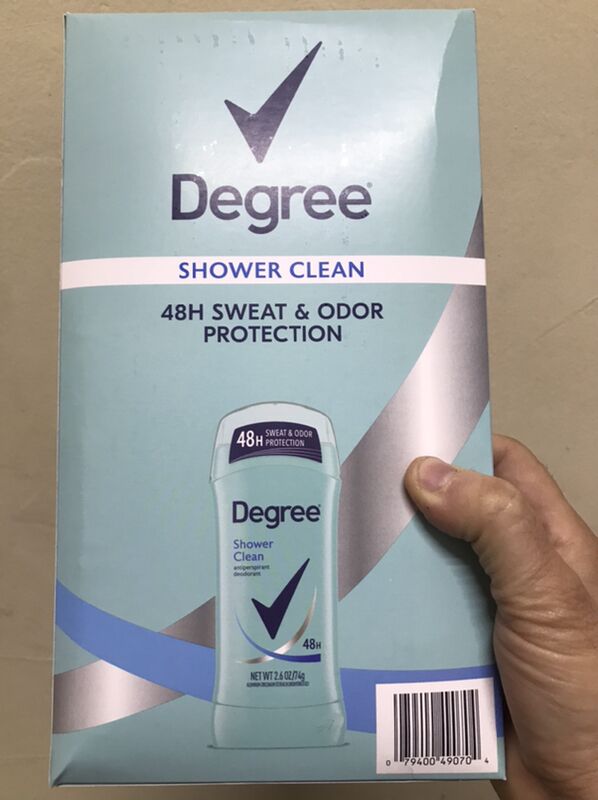 Degree®
SHOWER CLEAN
48H SWEAT & ODOR
PROTECTION
48H SWEAT & ODOR
PROTECTION
Degree®
Shower
Clean
antiperspirant
deodorant
48H
NET WT 2.6 OZ/74g
0 79400 49070 4